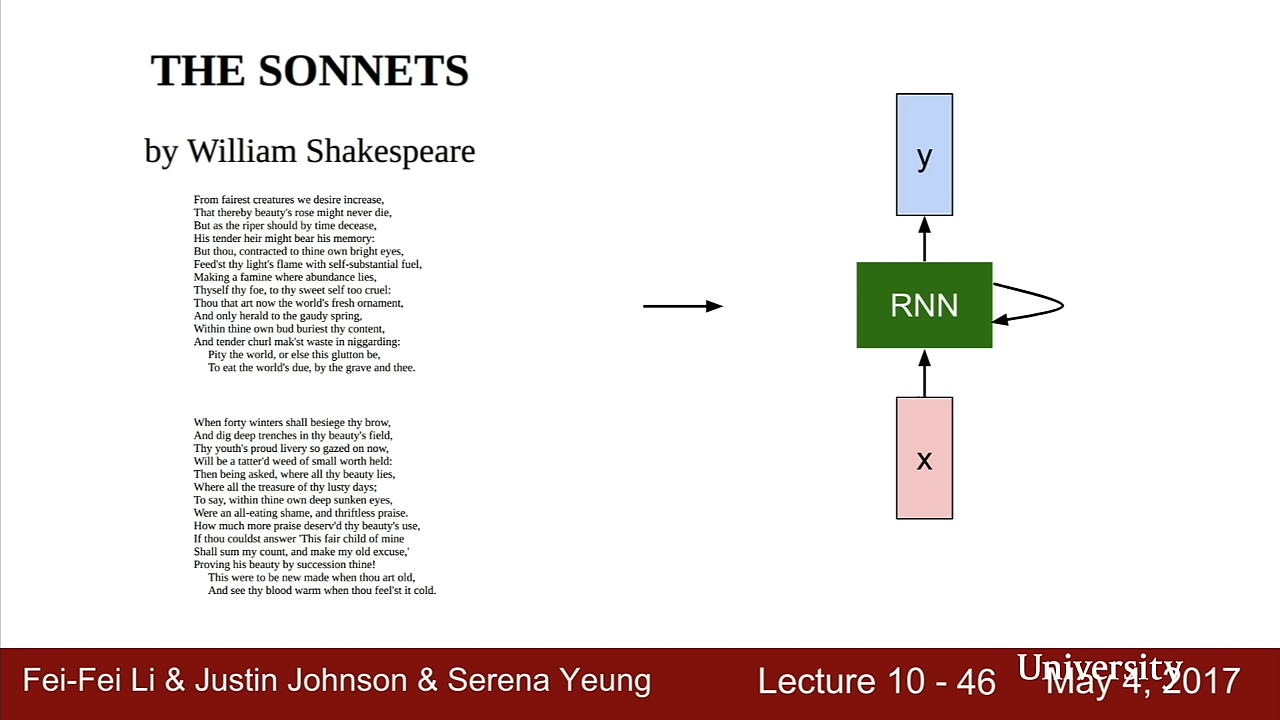 THE SONNETS
by William Shakespeare
From fairest creatures we desire increase,
That thereby beauty's rose might never die,
But as the riper should by time decease,
His tender heir might bear his memory:
But thou, contracted to thine own bright eyes,
Feed'st thy light's flame with self-substantial fuel,
Making a famine where abundance lies,
Thyself thy foe, to thy sweet self too cruel:
Thou that art now the world's fresh ornament,
And only herald to the gaudy spring,
Within thine own bud buriest thy content,
And tender churl mak'st waste in niggarding:
Pity the world, or else this glutton be,
To eat the world's due, by the grave and thee.
When forty winters shall besiege thy brow,
And dig deep trenches in thy beauty's field,
Thy youth's proud livery so gazed on now,
Will be a tatter'd weed of small worth held:
Then being asked, where all thy beauty lies,
Where all the treasure of thy lusty days;
To say, within thine own deep sunken eyes,
Were an all-eating shame, and thriftless praise.
How much more praise deserv'd thy beauty's use,
If thou couldst answer 'This fair child of mine
Shall sum my count, and make my old excuse,'
Proving his beauty by succession thine!
This were to be new made when thou art old,
And see thy blood warm when thou feel'st it cold.
y
RNN
x
Fei-Fei Li & Justin Johnson & Serena Yeung
Lecture 10 - 46
May 4, 2017
University